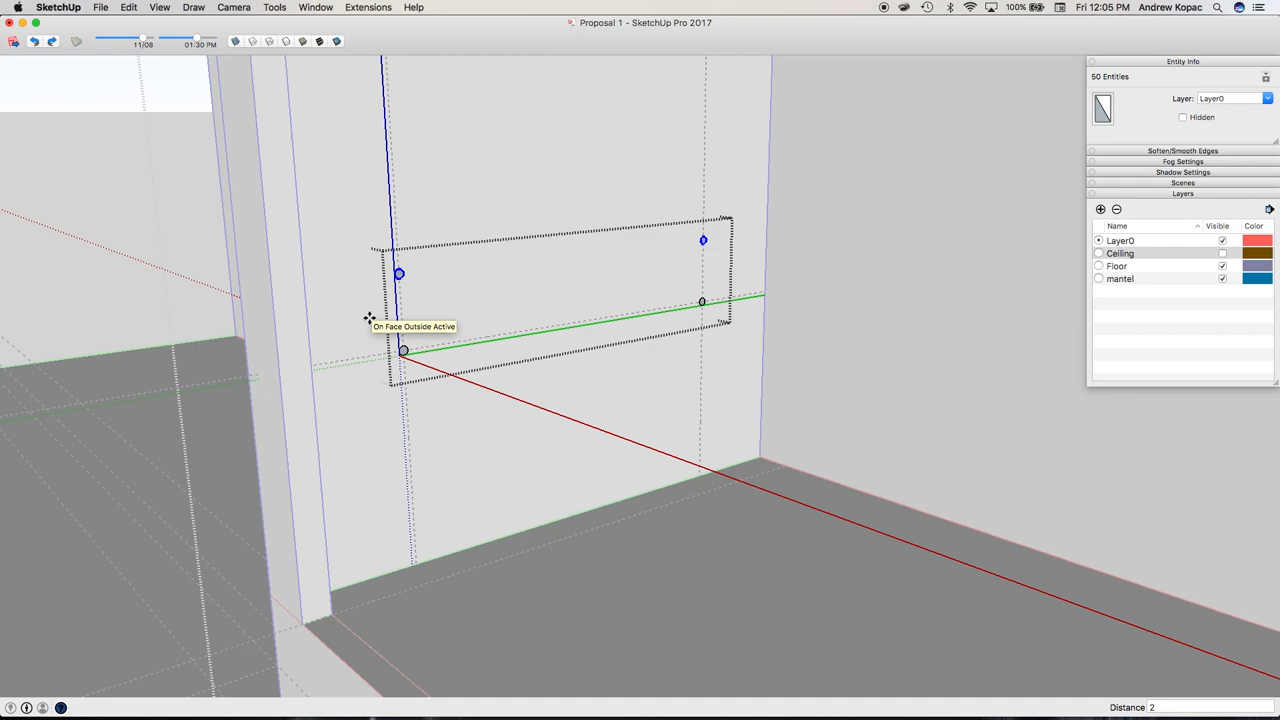 SketchUp File Edit View Draw Camera Tools Window Extensions Help 100% Fri 12:05 PM Andrew Kopac
Proposal 1 - SketchUp Pro 2017
11/08 01:30 PM
Entity Info
50 Entities
Layer: Layer0
Hidden
Soften/Smooth Edges
Fog Settings
Shadow Settings
Scenes
Layers
Name Visible Color
Layer0
Ceiling
Floor
mantel
On Face Outside Active
Distance 2